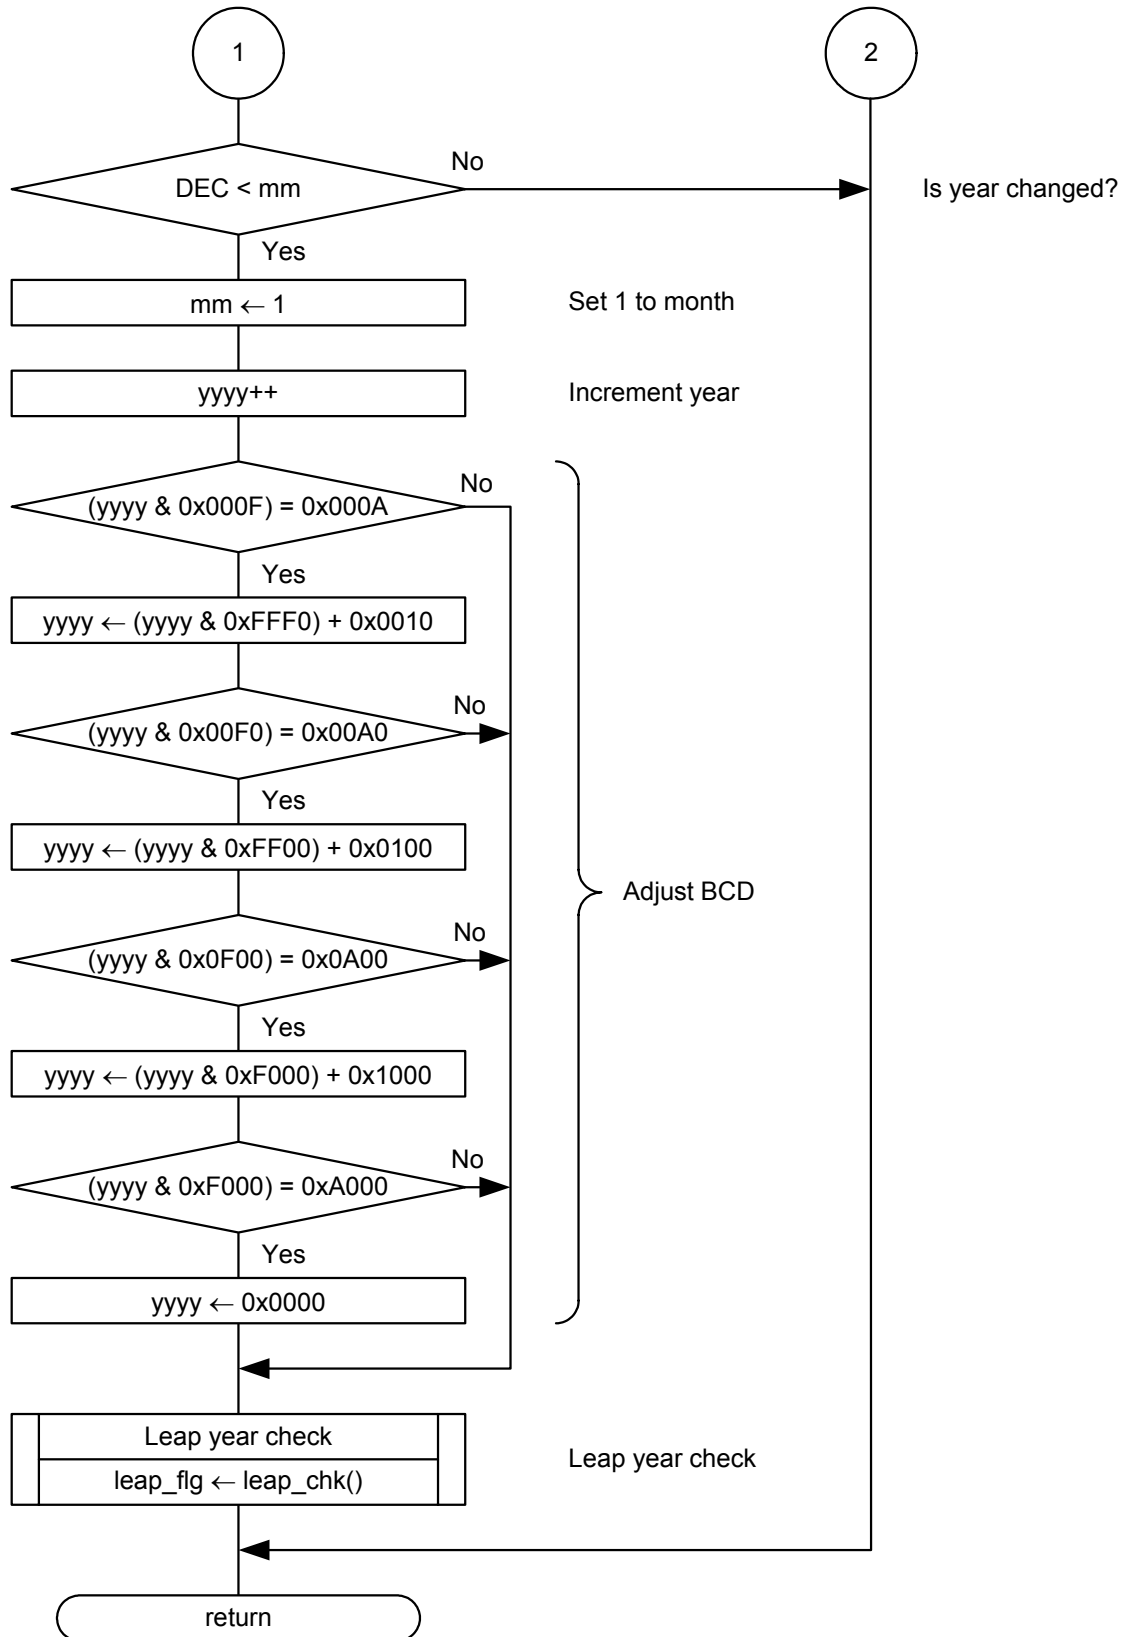 1
2
DEC < mm
No
Is year changed?
Yes
mm ← 1
Set 1 to month
yyyy++
Increment year
(yyyy & 0x000F) = 0x000A
No
Yes
yyyy ← (yyyy & 0xFFF0) + 0x0010
(yyyy & 0x00F0) = 0x00A0
No
Yes
yyyy ← (yyyy & 0xFF00) + 0x0100
Adjust BCD
(yyyy & 0x0F00) = 0x0A00
No
Yes
yyyy ← (yyyy & 0xF000) + 0x1000
(yyyy & 0xF000) = 0xA000
No
Yes
yyyy ← 0x0000
Leap year check
leap_flg ← leap_chk()
Leap year check
return